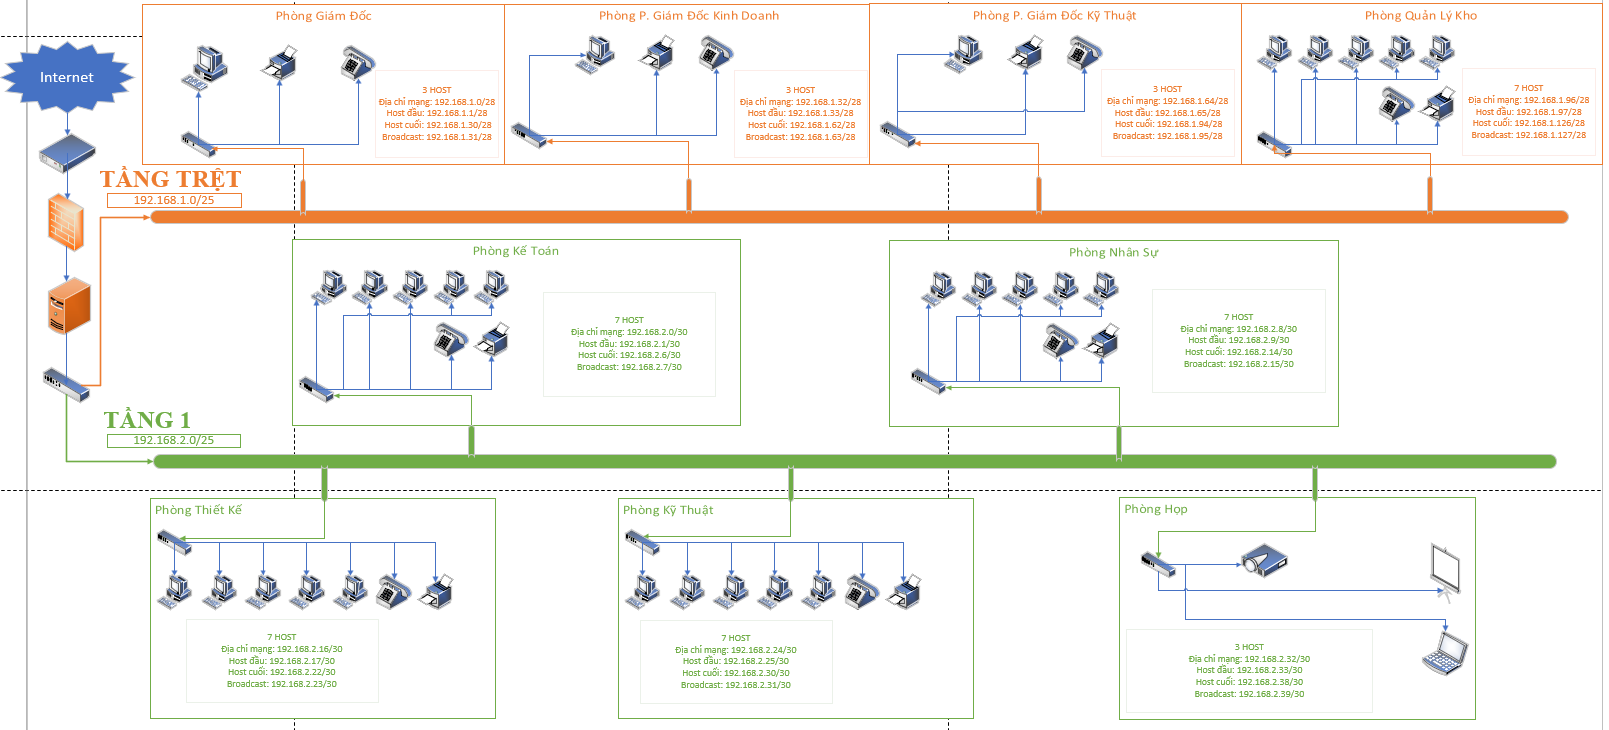 Internet
Phòng Giám Đốc
3 HOST
Địa chỉ mạng: 192.168.1.0/28
Host đầu: 192.168.1.1/28
Host cuối: 192.168.1.30/28
Broadcast: 192.168.1.31/28
Phòng P. Giám Đốc Kinh Doanh
3 HOST
Địa chỉ mạng: 192.168.1.32/28
Host đầu: 192.168.1.33/28
Host cuối: 192.168.1.62/28
Broadcast: 192.168.1.63/28
Phòng P. Giám Đốc Kỹ Thuật
3 HOST
Địa chỉ mạng: 192.168.1.64/28
Host đầu: 192.168.1.65/28
Host cuối: 192.168.1.94/28
Broadcast: 192.168.1.95/28
Phòng Quản Lý Kho
7 HOST
Địa chỉ mạng: 192.168.1.96/28
Host đầu: 192.168.1.97/28
Host cuối: 192.168.1.126/28
Broadcast: 192.168.1.127/28
TẦNG TRỆT
192.168.1.0/25
Phòng Kế Toán
7 HOST
Địa chỉ mạng: 192.168.2.0/30
Host đầu: 192.168.2.1/30
Host cuối: 192.168.2.6/30
Broadcast: 192.168.2.7/30
Phòng Nhân Sự
7 HOST
Địa chỉ mạng: 192.168.2.8/30
Host đầu: 192.168.2.9/30
Host cuối: 192.168.2.14/30
Broadcast: 192.168.2.15/30
TẦNG 1
192.168.2.0/25
Phòng Thiết Kế
7 HOST
Địa chỉ mạng: 192.168.2.16/30
Host đầu: 192.168.2.17/30
Host cuối: 192.168.2.22/30
Broadcast: 192.168.2.23/30
Phòng Kỹ Thuật
7 HOST
Địa chỉ mạng: 192.168.2.24/30
Host đầu: 192.168.2.25/30
Host cuối: 192.168.2.30/30
Broadcast: 192.168.2.31/30
Phòng Họp
3 HOST
Địa chỉ mạng: 192.168.2.32/30
Host đầu: 192.168.2.33/30
Host cuối: 192.168.2.38/30
Broadcast: 192.168.2.39/30